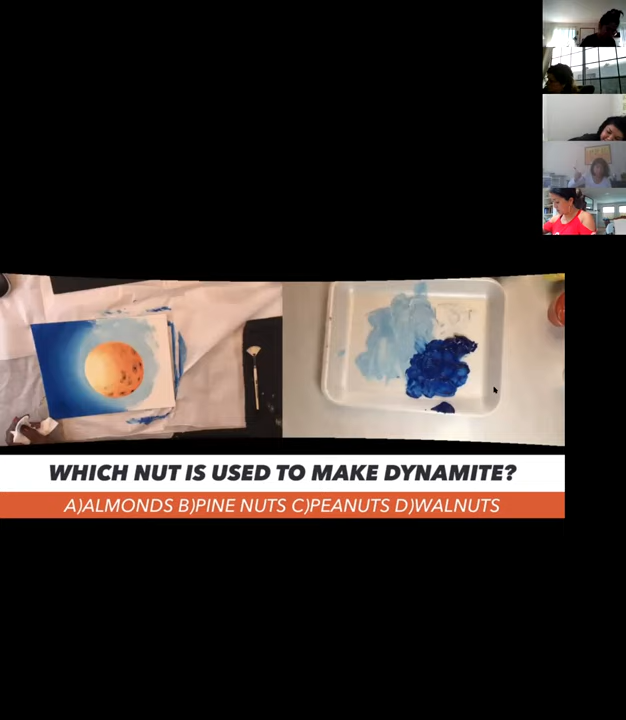 WHICH NUT IS USED TO MAKE DYNAMITE?
A)ALMONDS B)PINE NUTS C)PEANUTS D)WALNUTS